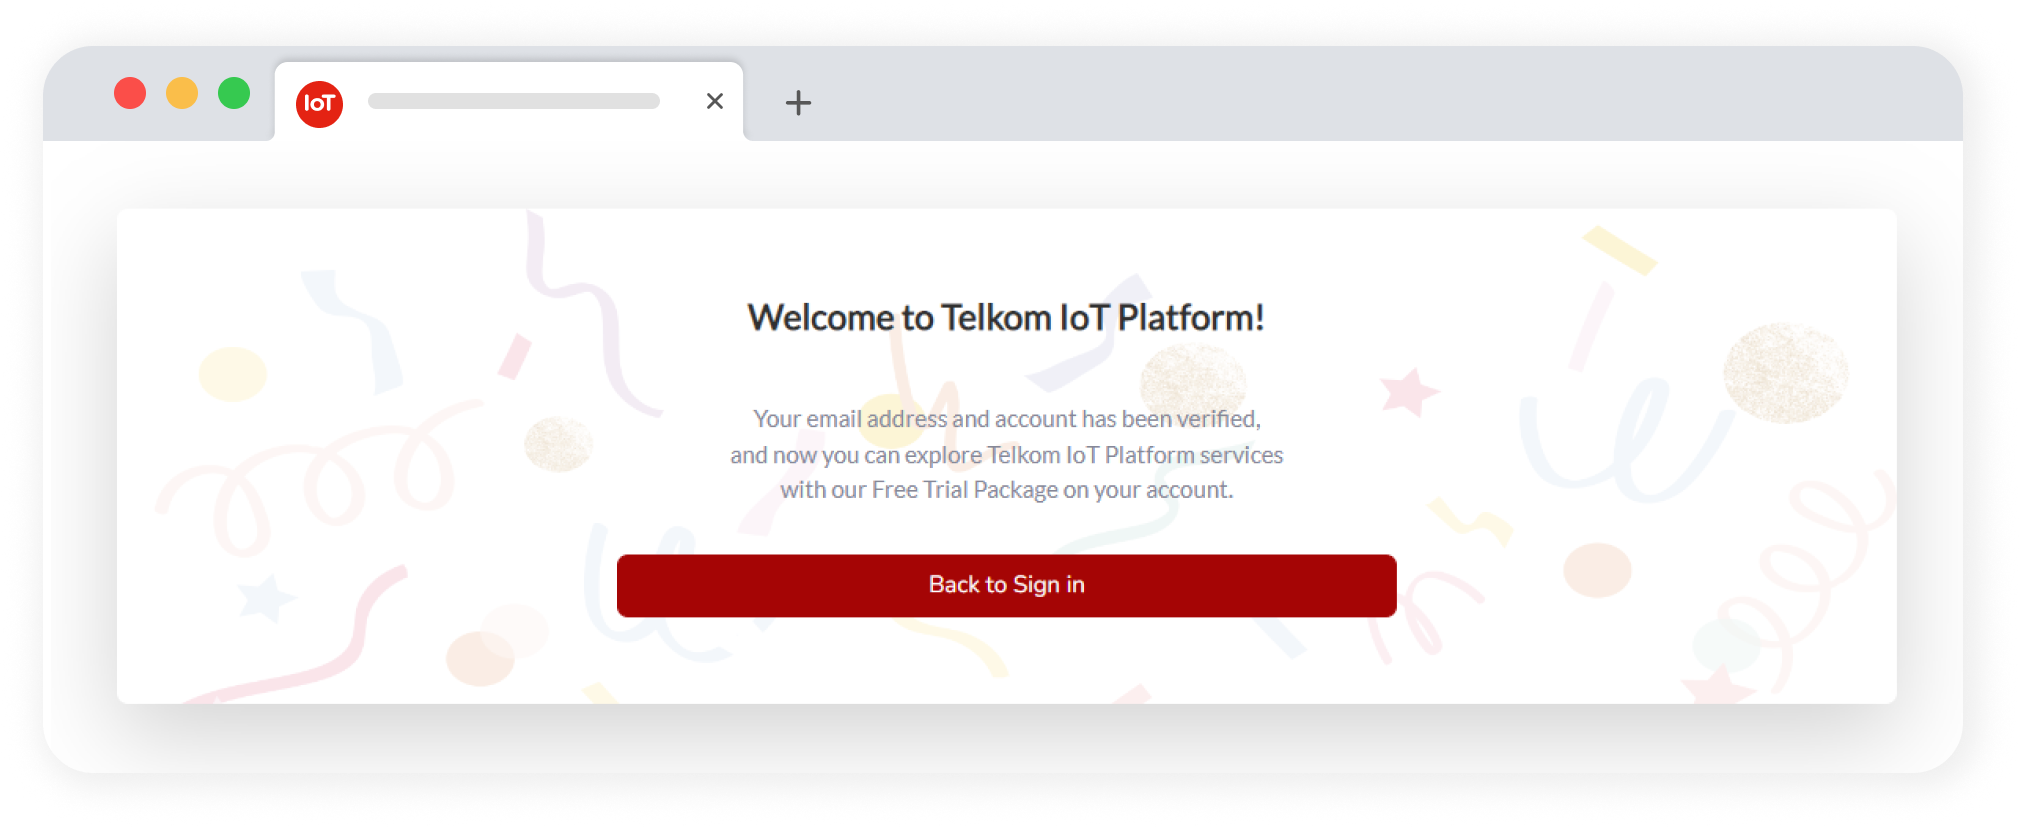 IoT
Welcome to Telkom IoT Platform!
Your email address and account has been verified,
and now you can explore Telkom IoT Platform services
with our Free Trial Package on your account.
Back to Sign in